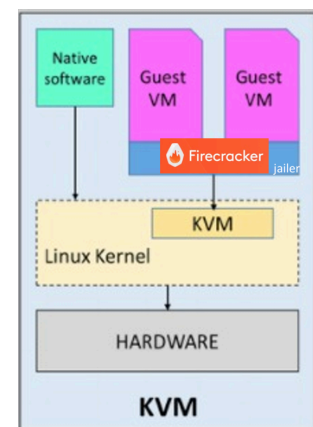 Native
software
Guest
VM
Guest
VM
Firecracker
jailer
KVM
Linux Kernel
HARDWARE
KVM